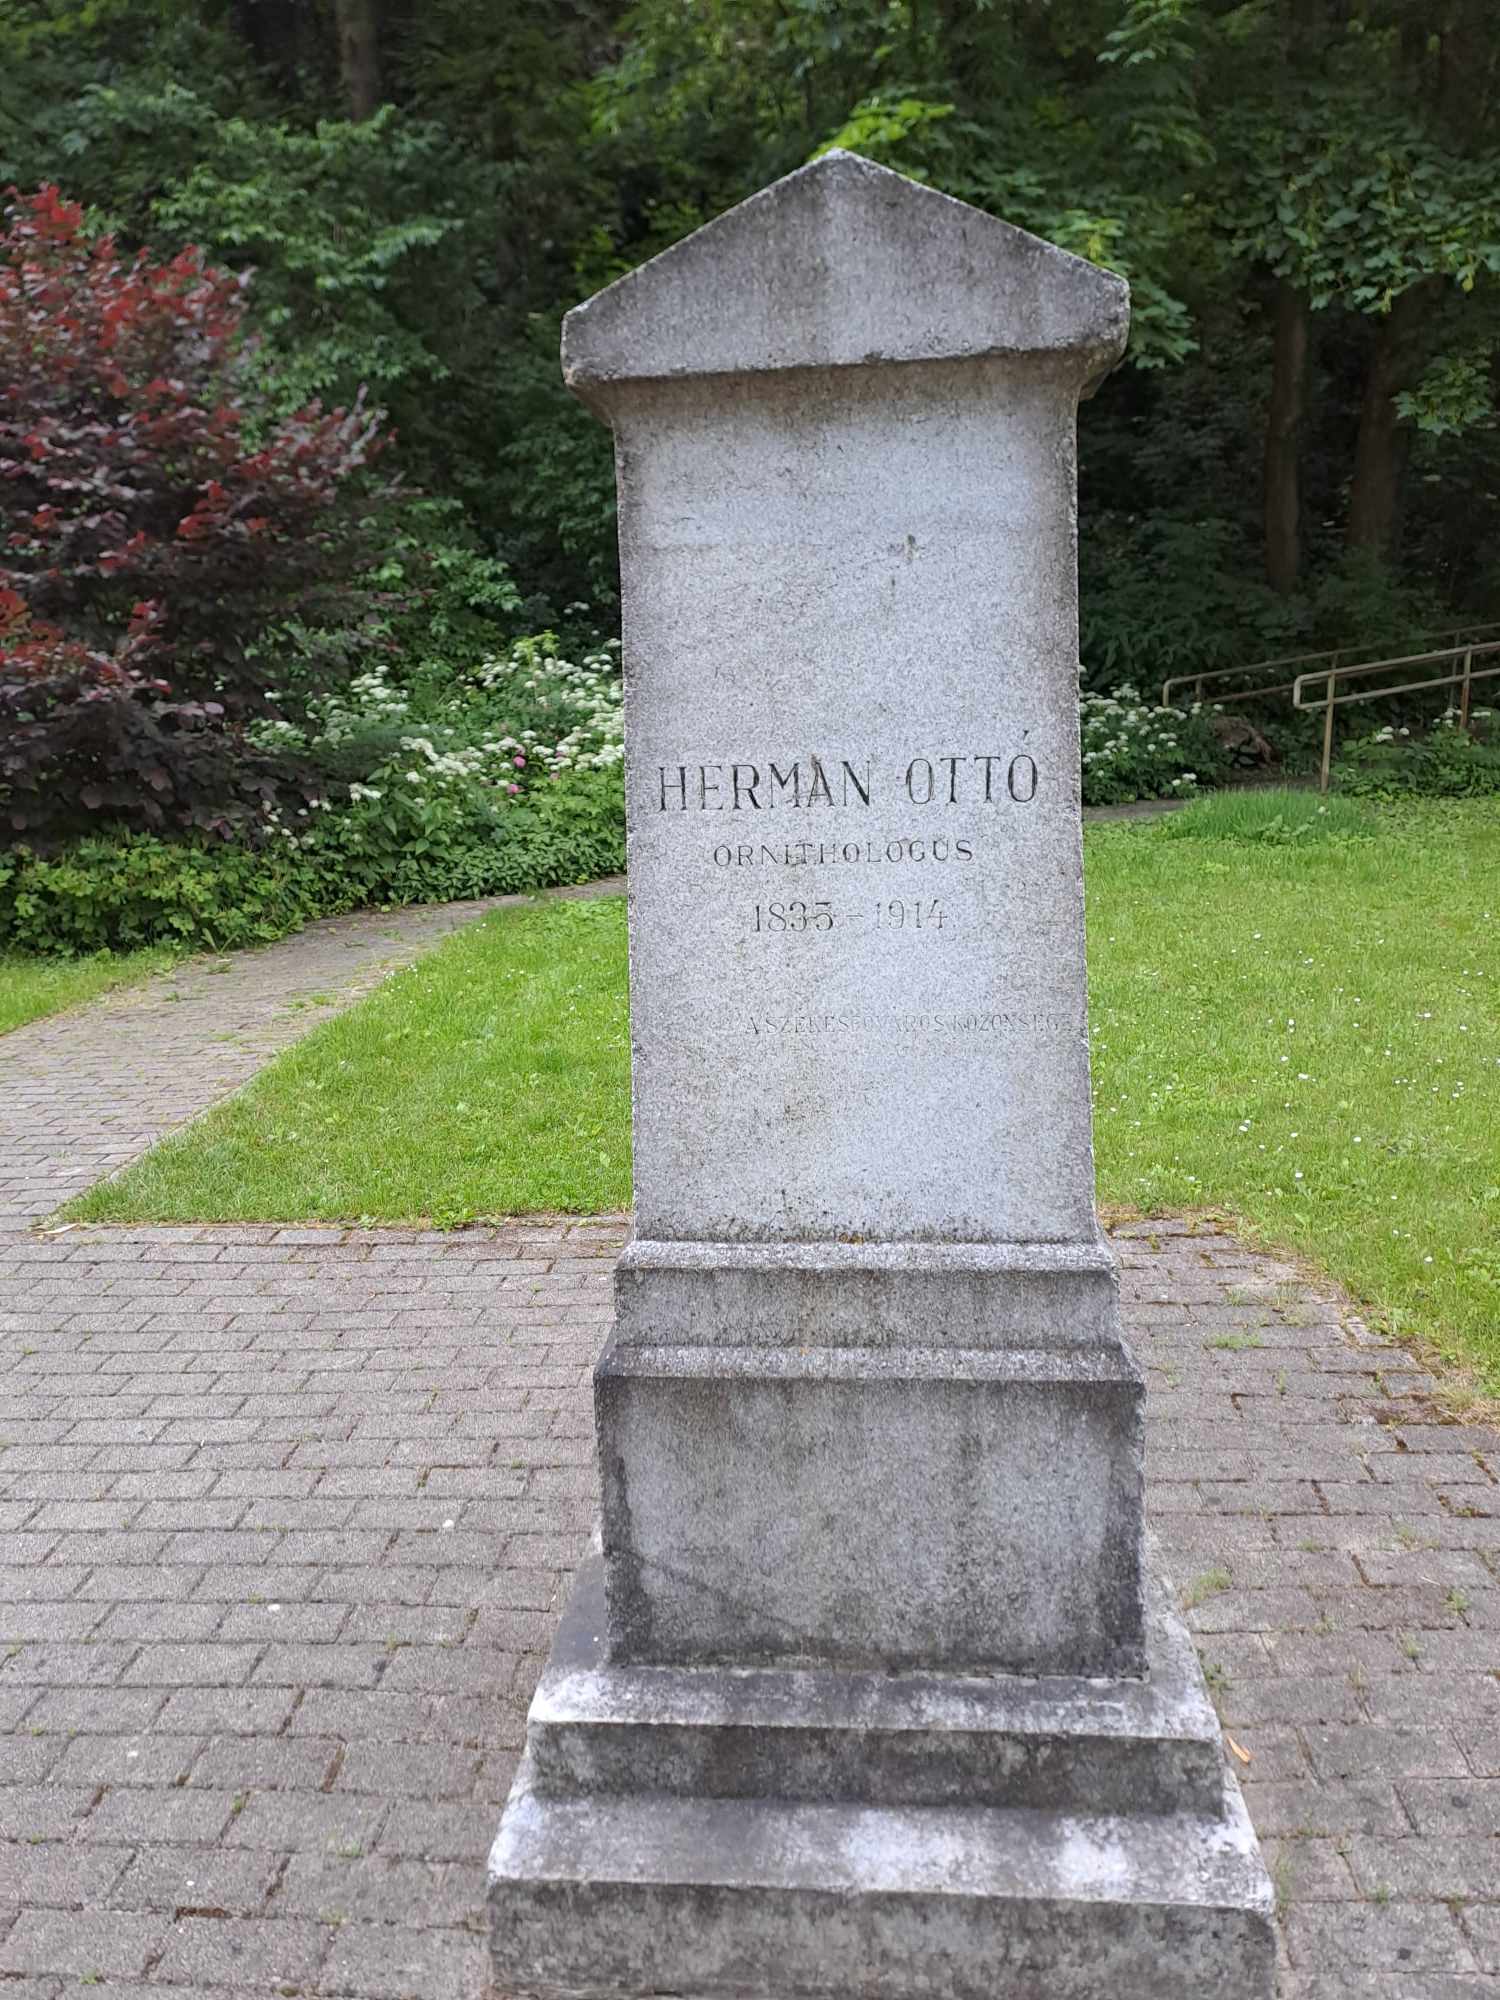 HERMAN OTTÓ
ORNITHOLOGUS
1835-1914
A SZÉKESFŐVÁROS KÖZÖNSÉGE